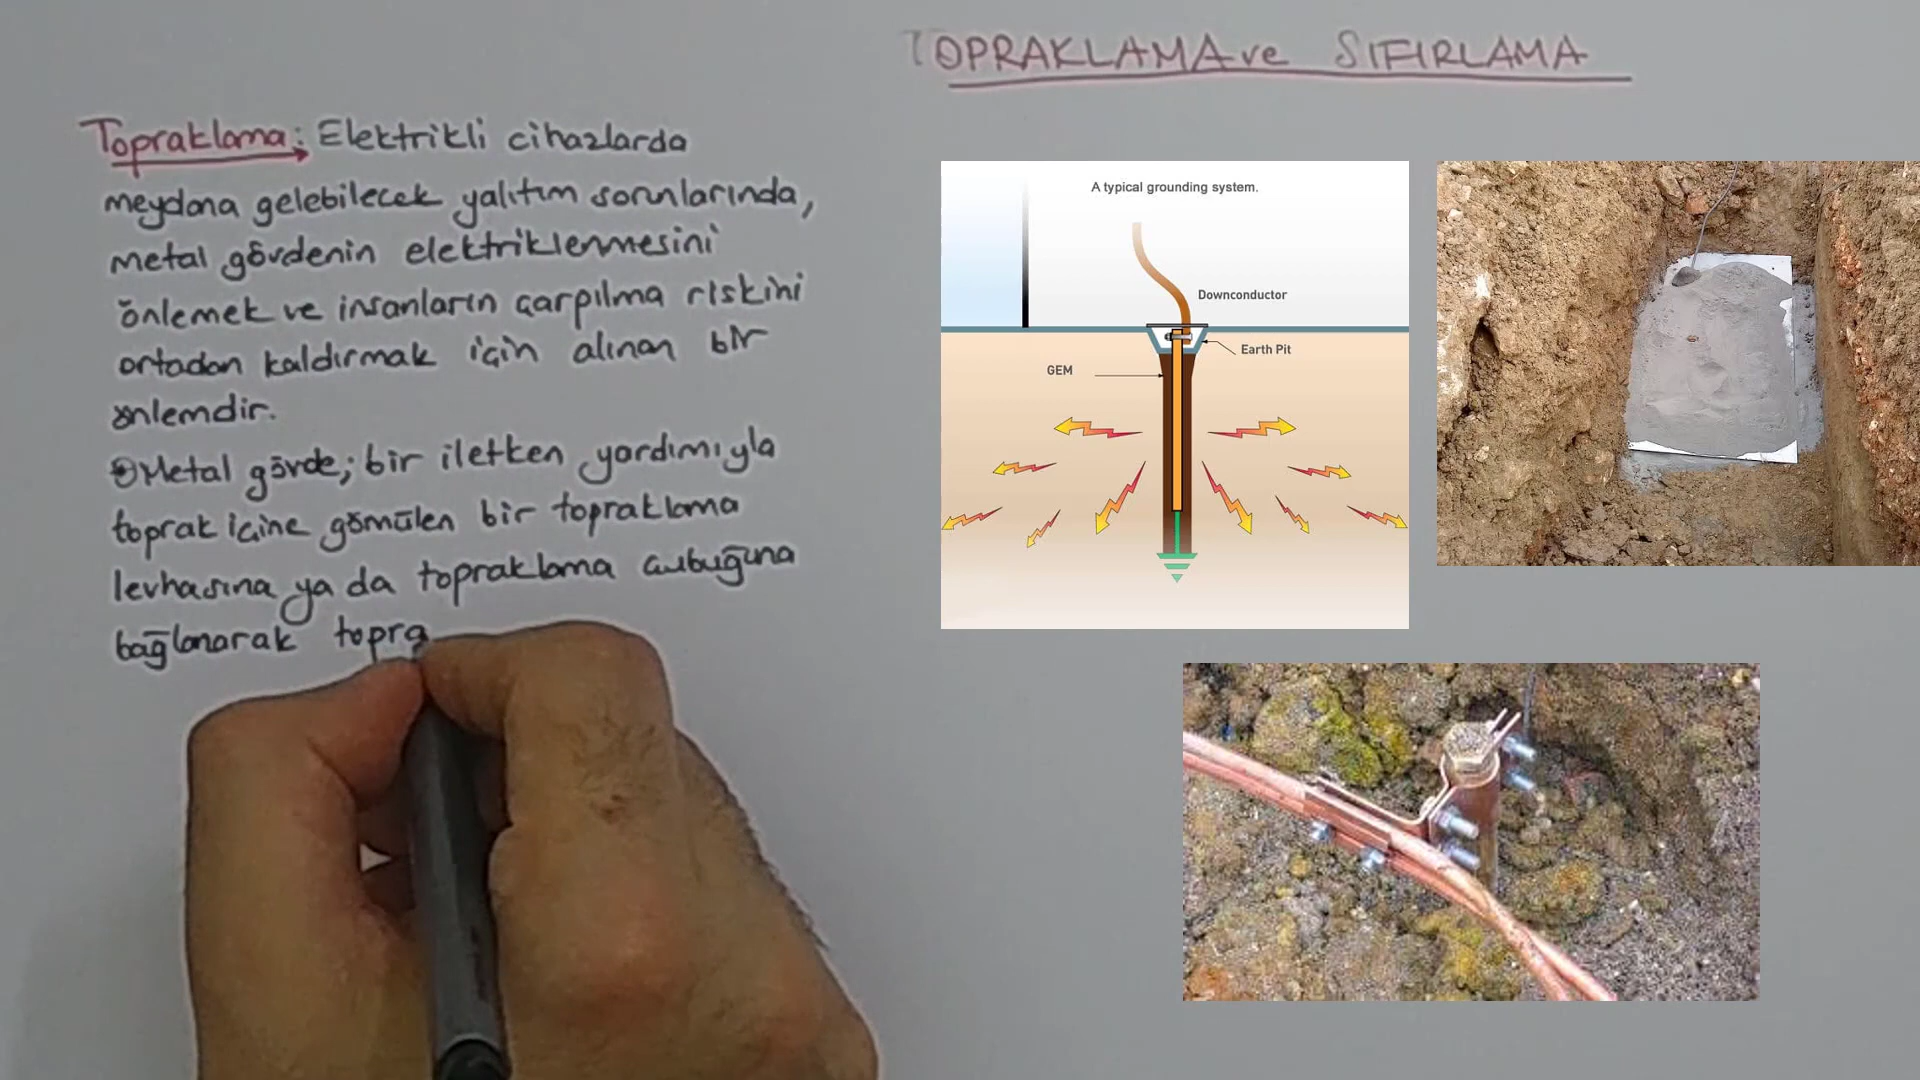 TOPRAKLAMA ve SIFIRLAMA
Topraklama: Elektrikli cihazlarda
meydana gelebilecek yalıtım sorunlarında,
metal gövdenin elektriklenmesini
önlemek ve insanların çarpılma riskini
ortadan kaldırmak için alınan bir
önlemdir.
Metal gövde; bir iletken yardımıyla
toprak içine gömülen bir topraklama
levhasına ya da topraklama çubuğuna
bağlanarak topra
A typical grounding system.
Downconductor
Earth Pit
GEM